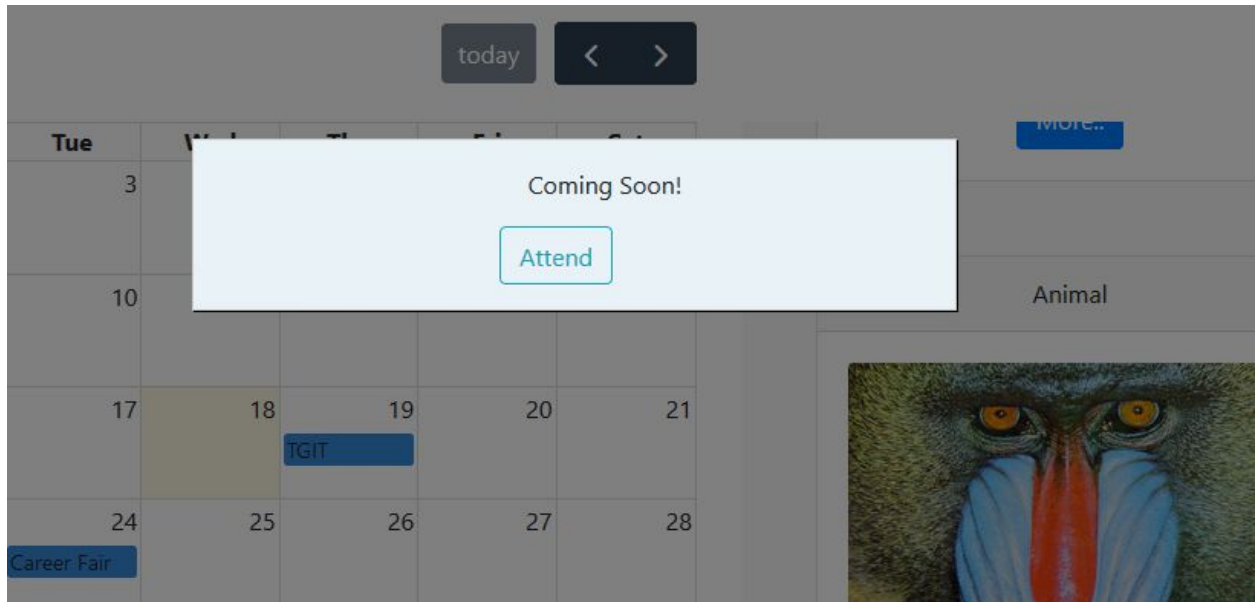 today
More..
Tue
3
Coming Soon!
Attend
10
Animal
17 18 19 20 21
TGIT
24 25 26 27 28
Career Fair